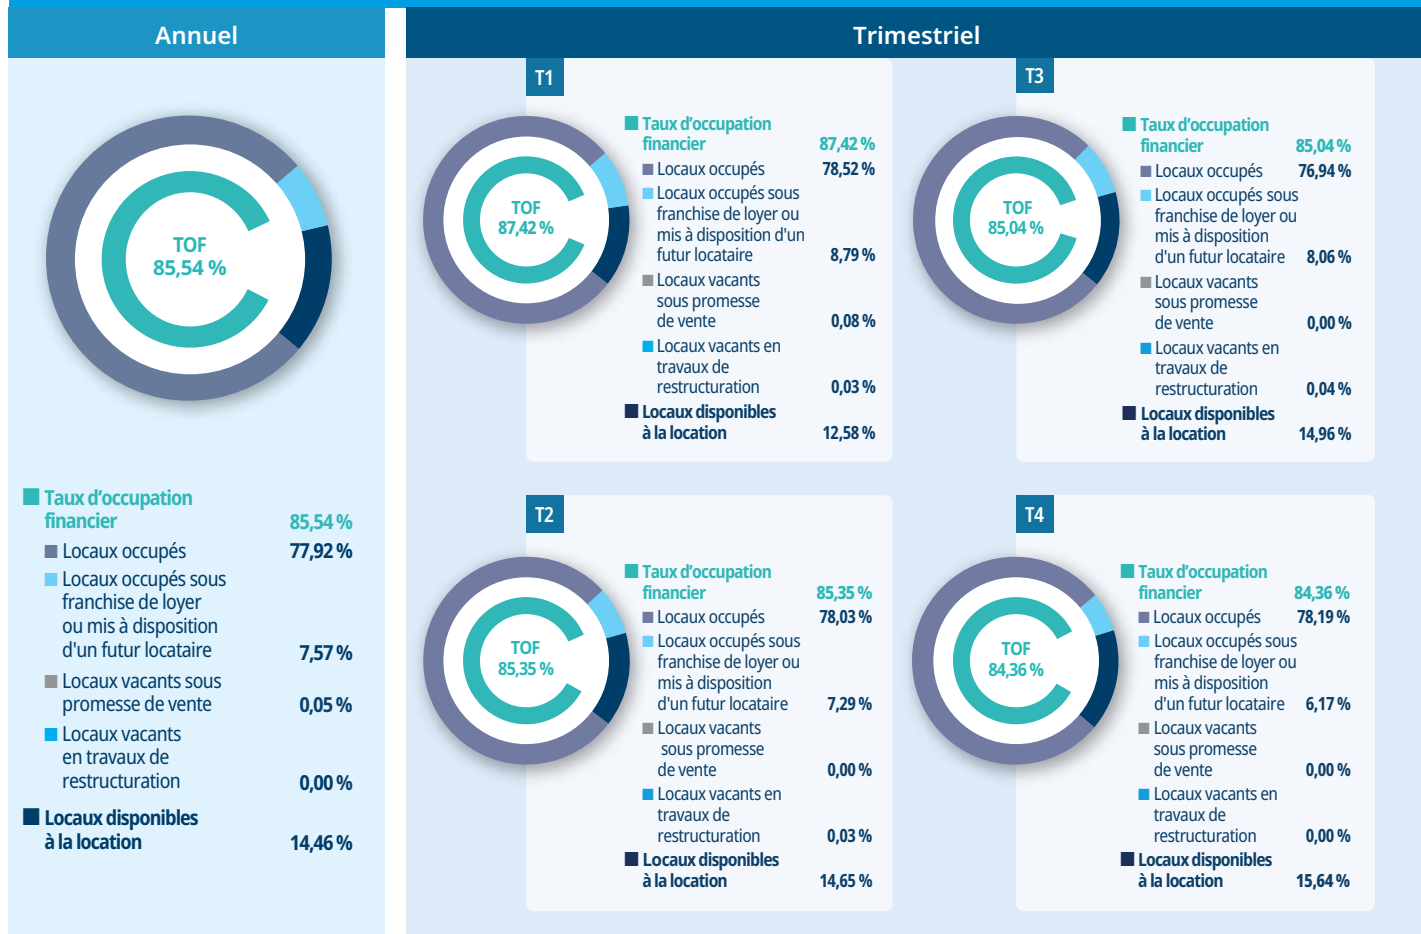 Annuel
TOF
85,54 %
Taux d'occupation
financier 85,54 %
Locaux occupés 77,92 %
Locaux occupés sous
franchise de loyer
ou mis à disposition
d'un futur locataire 7,57 %
Locaux vacants sous
promesse de vente 0,05 %
Locaux vacants
en travaux de
restructuration 0,00 %
Locaux disponibles
à la location 14,46 %
Trimestriel
T1
TOF
87,42 %
Taux d'occupation
financier 87,42 %
Locaux occupés 78,52 %
Locaux occupés sous
franchise de loyer ou
mis à disposition d'un
futur locataire 8,79 %
Locaux vacants
sous promesse
de vente 0,08 %
Locaux vacants en
travaux de
restructuration 0,03 %
Locaux disponibles
à la location 12,58 %
T2
TOF
85,35 %
Taux d'occupation
financier 85,35 %
Locaux occupés 78,03 %
Locaux occupés sous
franchise de loyer ou
mis à disposition
d'un futur locataire 7,29 %
Locaux vacants
sous promesse
de vente 0,00 %
Locaux vacants en
travaux de
restructuration 0,03 %
Locaux disponibles
à la location 14,65 %
T3
TOF
85,04 %
Taux d'occupation
financier 85,04 %
Locaux occupés 76,94 %
Locaux occupés sous
franchise de loyer ou
mis à disposition
d'un futur locataire 8,06 %
Locaux vacants
sous promesse
de vente 0,00 %
Locaux vacants en
travaux de
restructuration 0,04 %
Locaux disponibles
à la location 14,96 %
T4
TOF
84,36 %
Taux d'occupation
financier 84,36 %
Locaux occupés 78,19 %
Locaux occupés sous
franchise de loyer ou
mis à disposition
d'un futur locataire 6,17 %
Locaux vacants
sous promesse
de vente 0,00 %
Locaux vacants en
travaux de
restructuration 0,00 %
Locaux disponibles
à la location 15,64 %